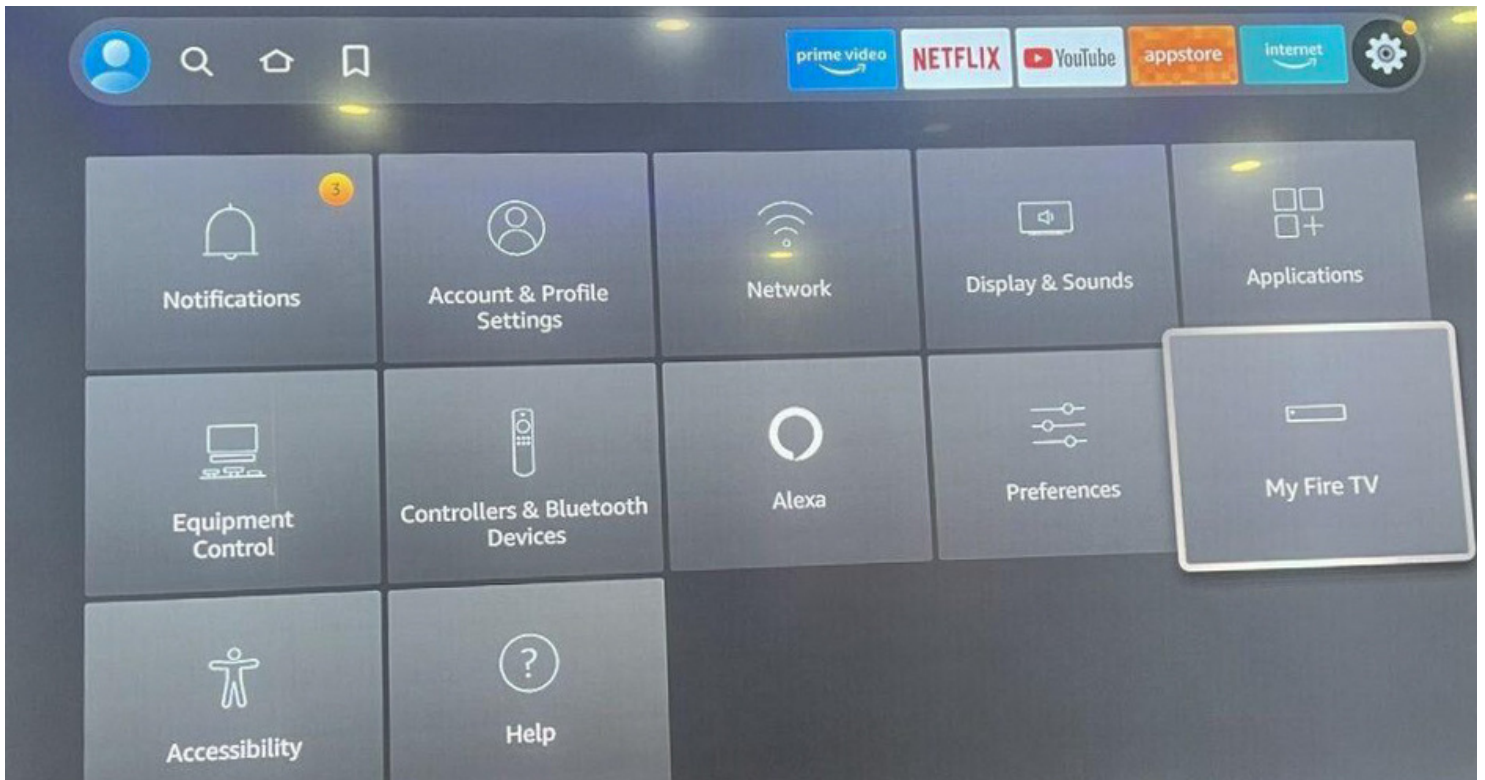 prime video
NETFLIX
YouTube
appstore
internet
3
Notifications
Account & Profile
Settings
Network
Display & Sounds
Applications
Equipment
Control
Controllers & Bluetooth
Devices
Alexa
Preferences
My Fire TV
Accessibility
?
Help